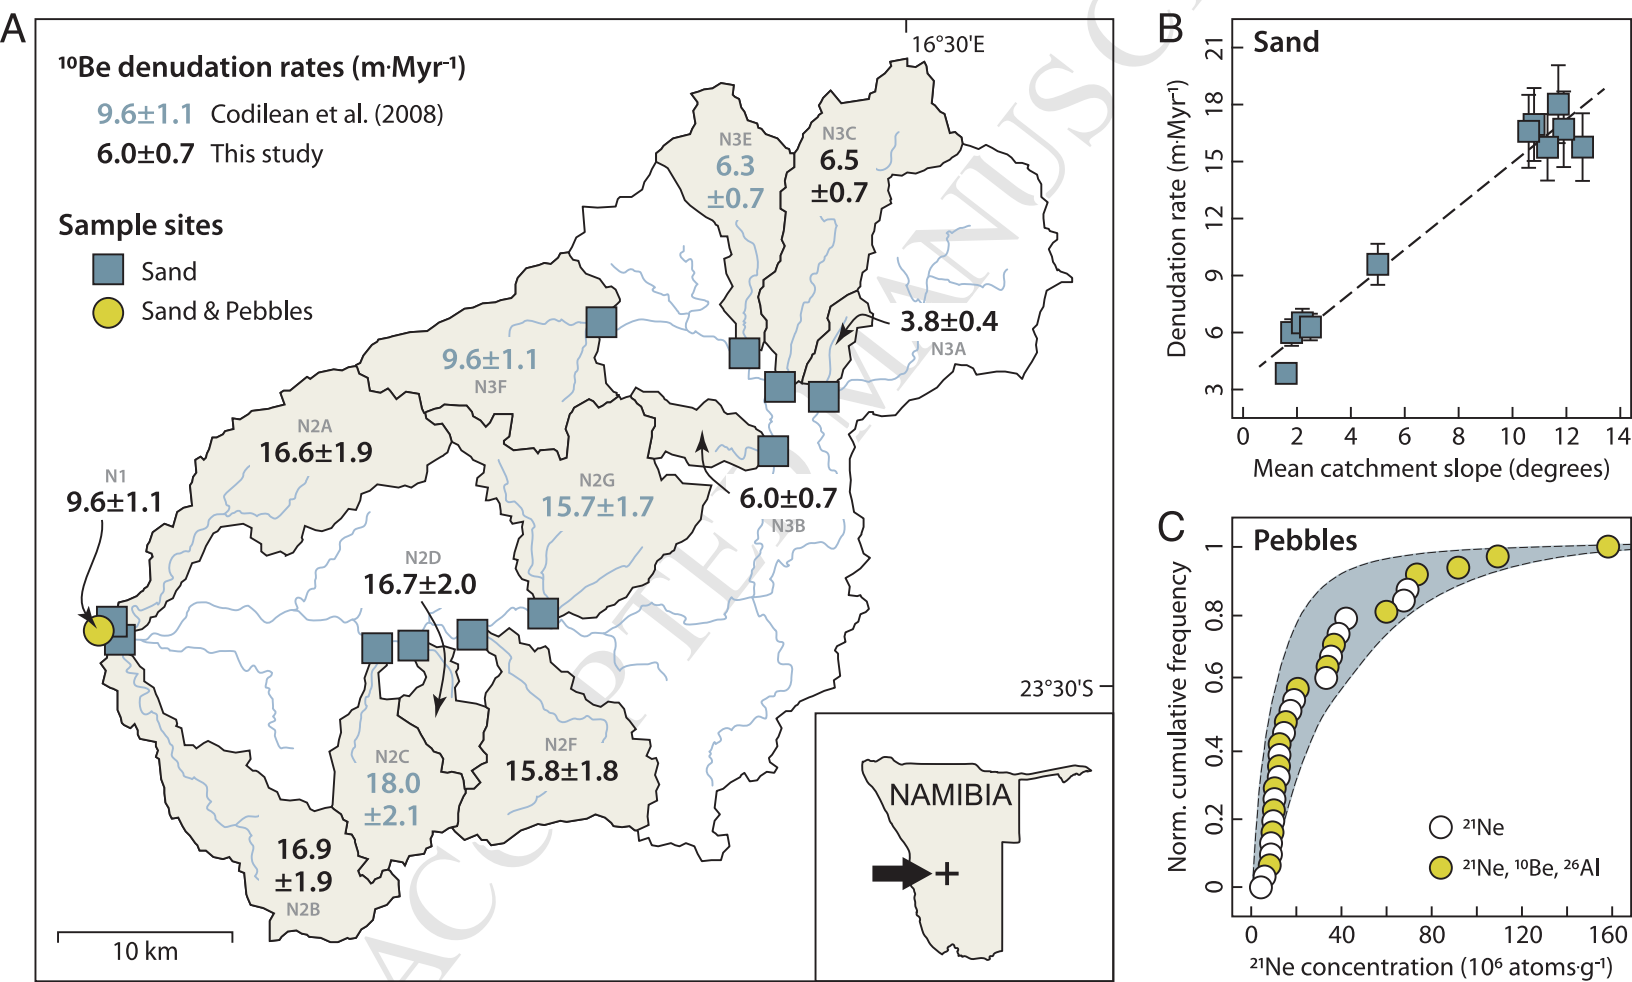 A
¹⁰Be denudation rates (m·Myr⁻¹)
9.6±1.1 Codilean et al. (2008)
6.0±0.7 This study
Sample sites
Sand
Sand & Pebbles
16°30'E
N3E
6.3
±0.7
N3C
6.5
±0.7
3.8±0.4
N3A
9.6±1.1
N3F
N2A
16.6±1.9
N1
9.6±1.1
N2G
15.7±1.7
6.0±0.7
N3B
N2D
16.7±2.0
23°30'S
N2C
18.0
±2.1
N2F
15.8±1.8
16.9
±1.9
N2B
10 km
NAMIBIA
ACCEPTED MANUSC
B
Sand
Denudation rate (m·Myr⁻¹)
21
18
15
12
9
6
3
0 2 4 6 8 10 12 14
Mean catchment slope (degrees)
C
Pebbles
Norm. cumulative frequency
1
0.8
0.6
0.4
0.2
0
²¹Ne
²¹Ne, ¹⁰Be, ²⁶Al
0 40 80 120 160
²¹Ne concentration (10⁶ atoms·g⁻¹)